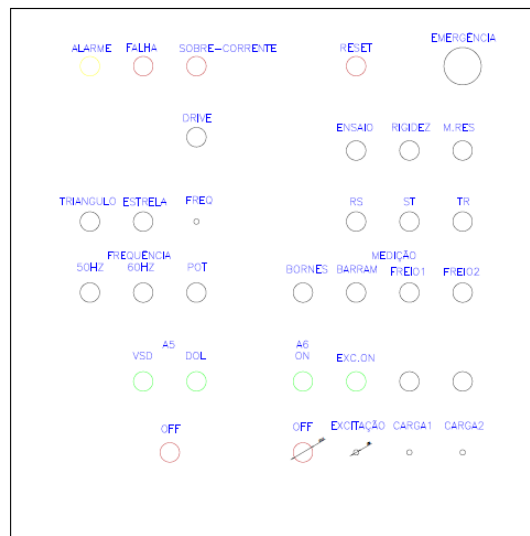 EMERGÊNCIA
ALARME FALHA SOBRE-CORRENTE RESET
DRIVE
ENSAIO RIGIDEZ M.RES
TRIANGULO ESTRELA FREQ RS ST TR
FREQUÊNCIA MEDIÇÃO
50HZ 60HZ POT BORNES BARRAM FREIO1 FREIO2
A5 A6
VSD DOL ON EXC.ON
OFF OFF EXCITAÇÃO CARGA1 CARGA2